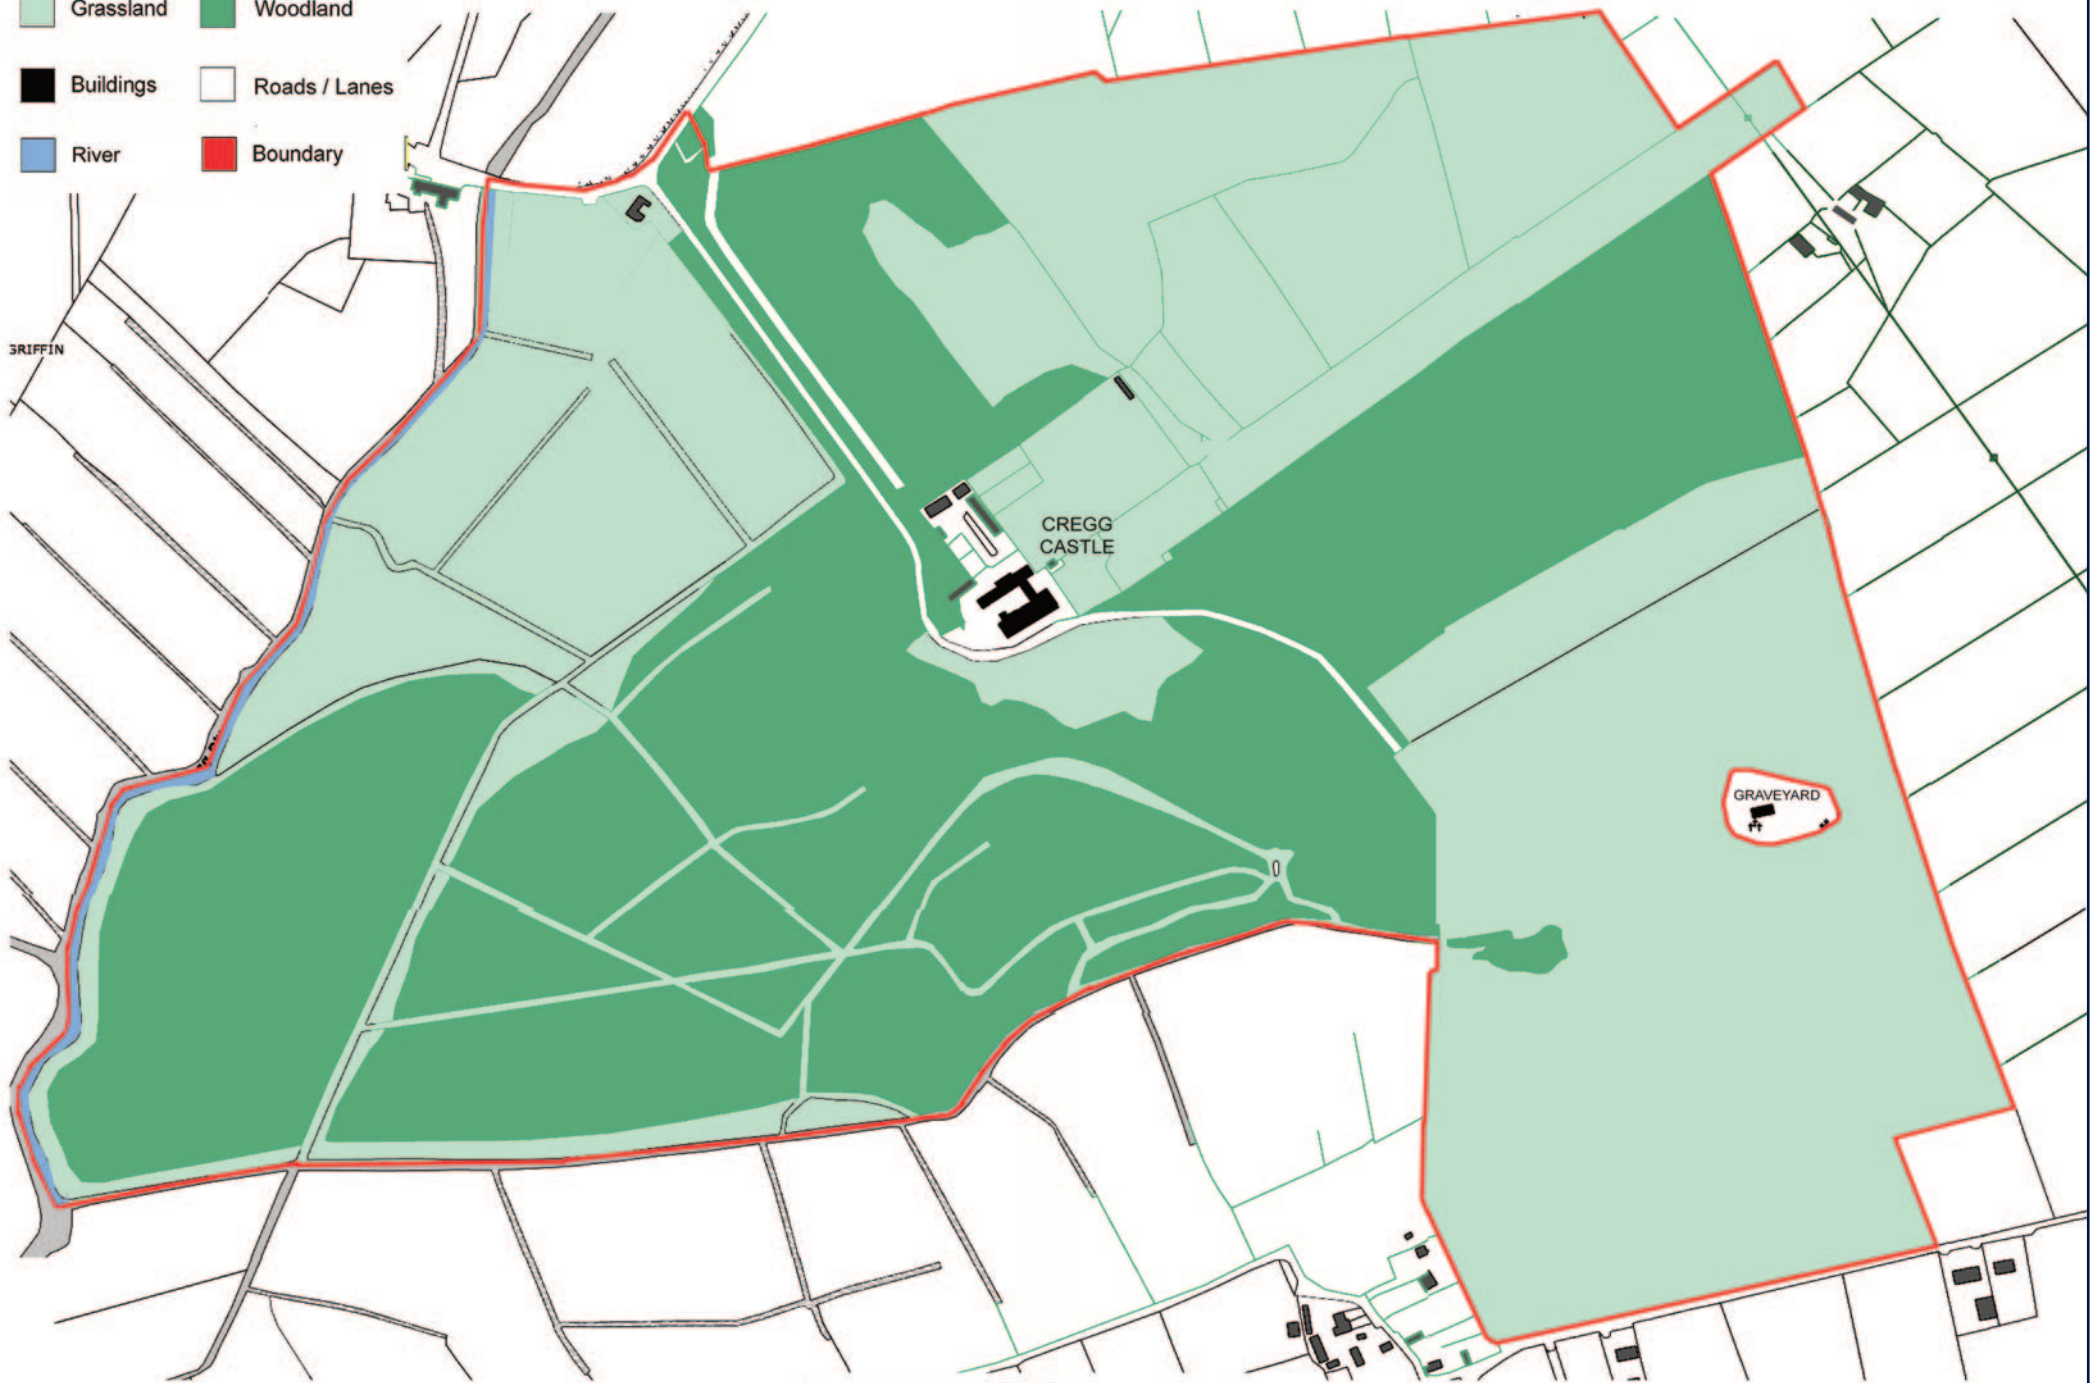 Grassland Woodland
Buildings Roads / Lanes
River Boundary
GRIFFIN
CREGG
CASTLE
GRAVEYARD